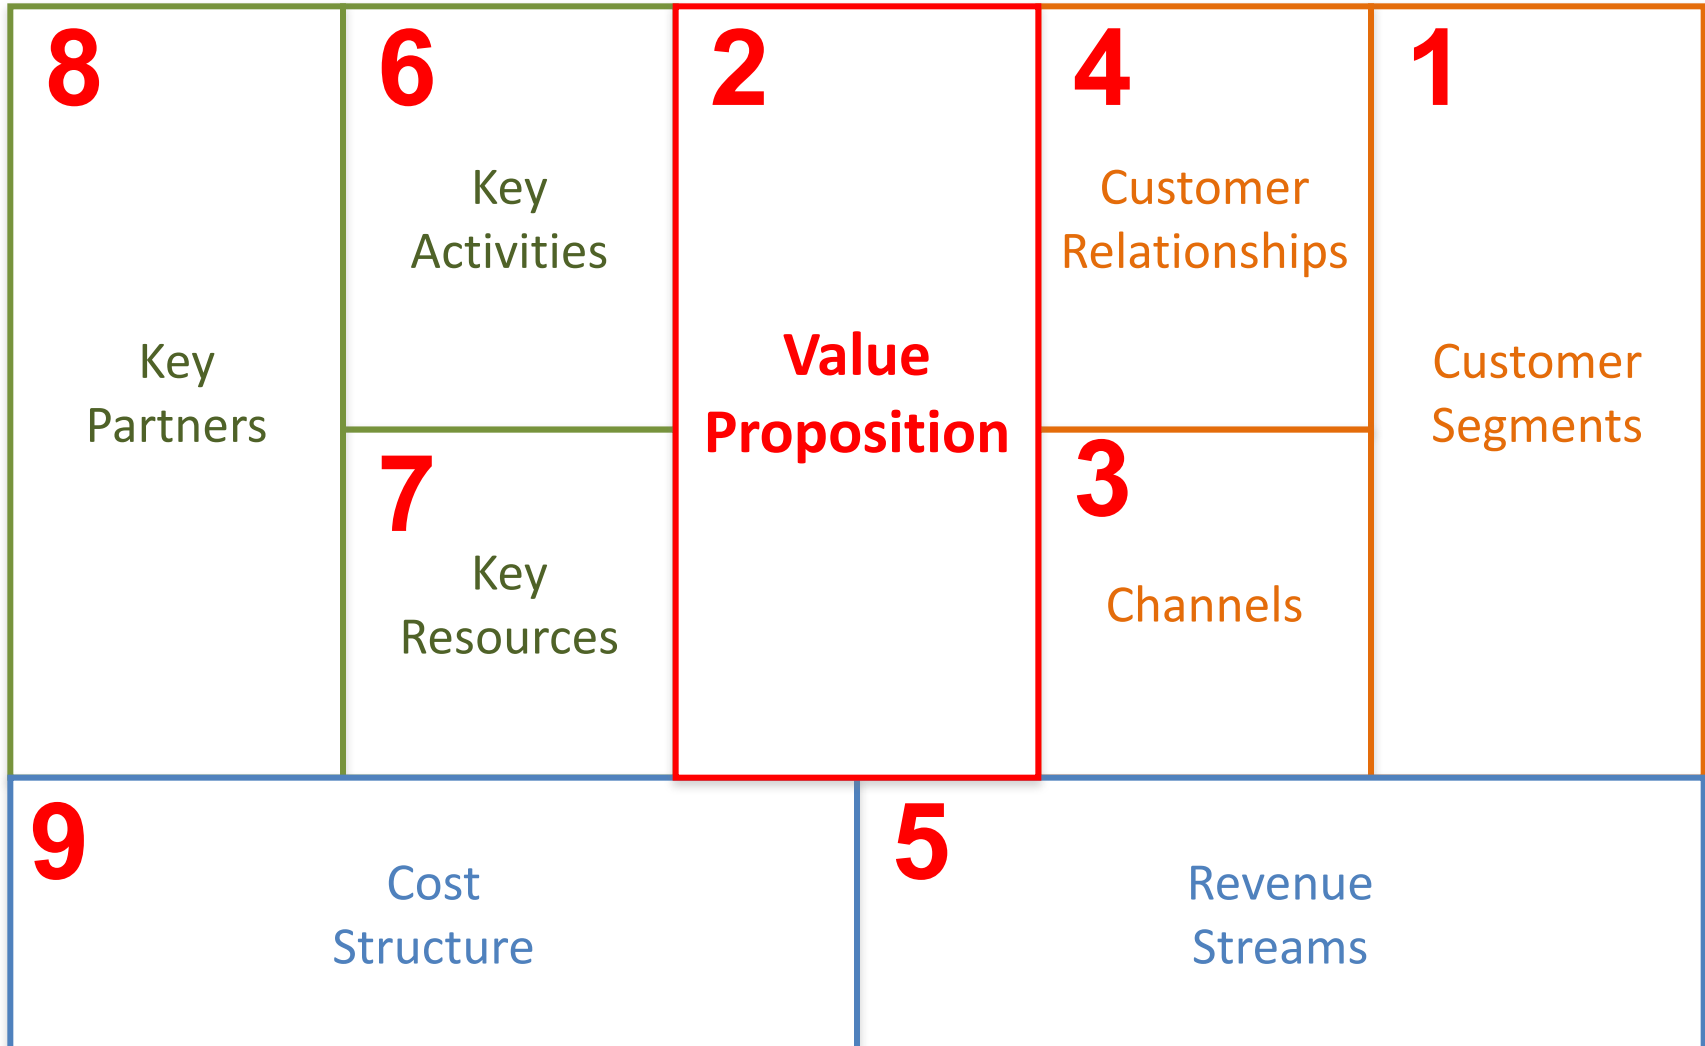 8
Key
Partners
6
Key
Activities
7
Key
Resources
2
Value
Proposition
4
Customer
Relationships
3
Channels
1
Customer
Segments
9
Cost
Structure
5
Revenue
Streams